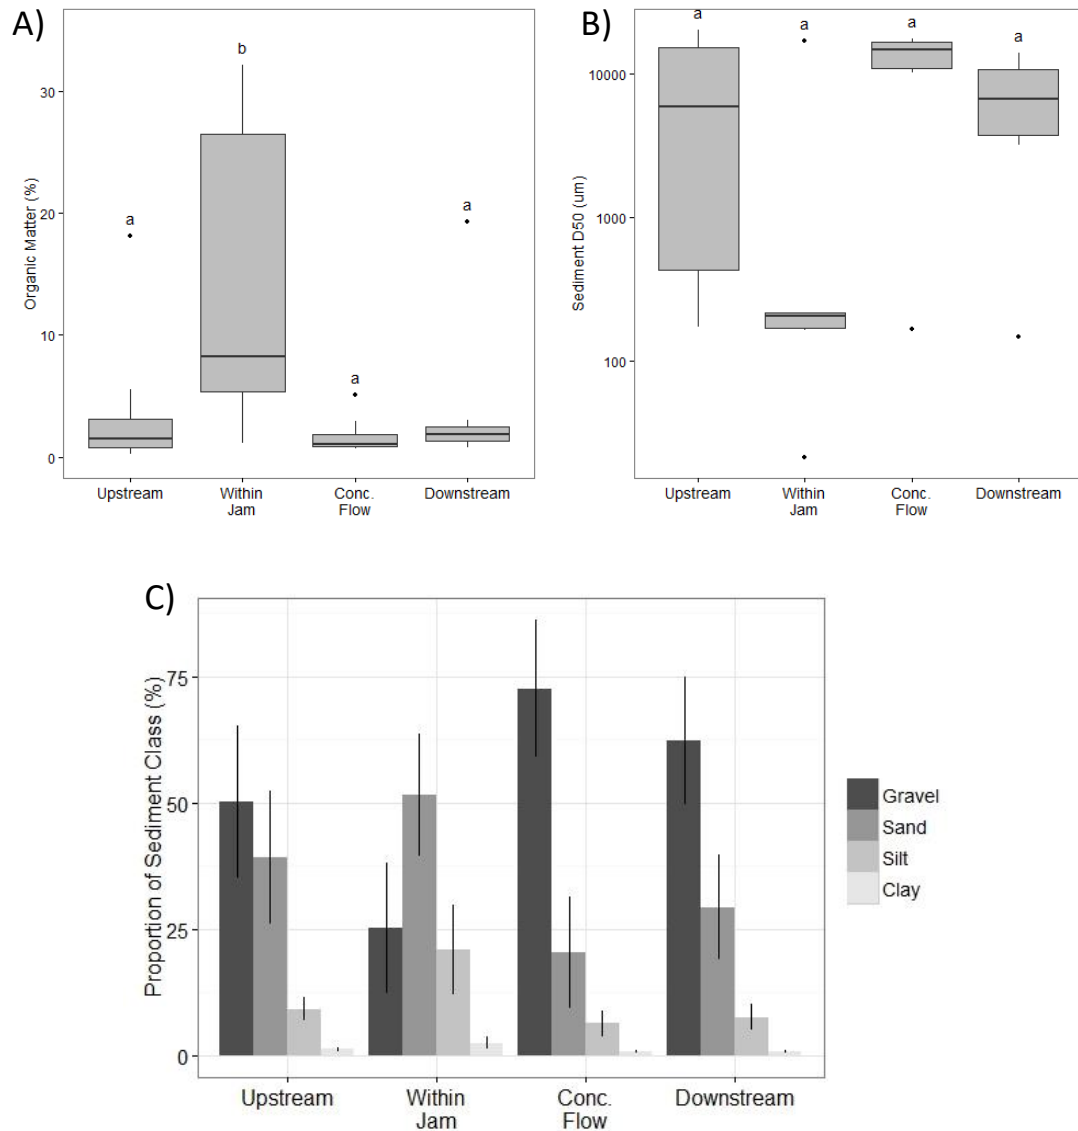 A)
b
a
a
a
30
20
10
0
Organic Matter (%)
Upstream
Within
Jam
Conc.
Flow
Downstream
B)
a
a
a
a
10000
1000
100
Sediment D50 (um)
Upstream
Within
Jam
Conc.
Flow
Downstream
C)
75
50
25
0
Proportion of Sediment Class (%)
Upstream
Within
Jam
Conc.
Flow
Downstream
Gravel
Sand
Silt
Clay